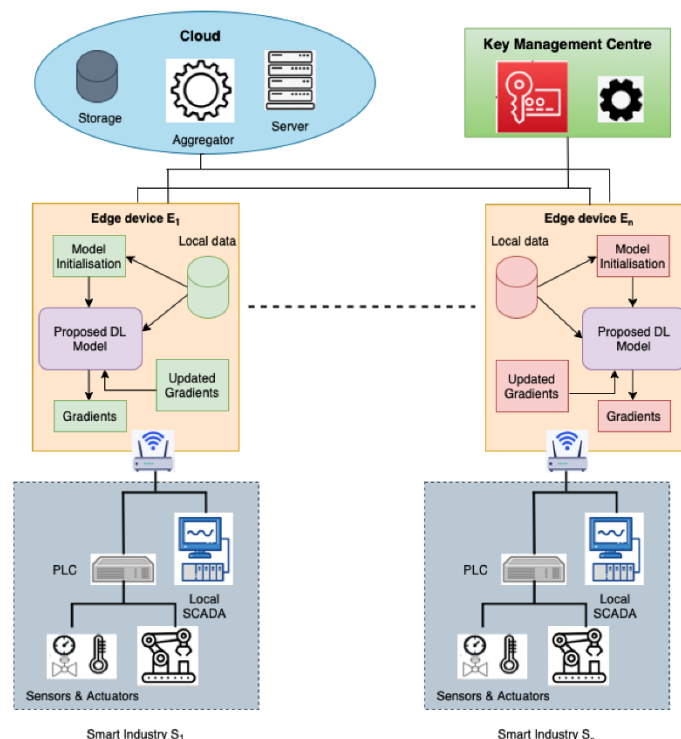 Cloud
Storage
Aggregator
Server
Key Management Centre
Edge device E1
Model
Initialisation
Local data
Proposed DL
Model
Updated
Gradients
Gradients
Edge device En
Local data
Model
Initialisation
Proposed DL
Model
Updated
Gradients
Gradients
PLC
Local
SCADA
Sensors & Actuators
PLC
Local
SCADA
Sensors & Actuators
Smart Industry S1
Smart Industry Sn